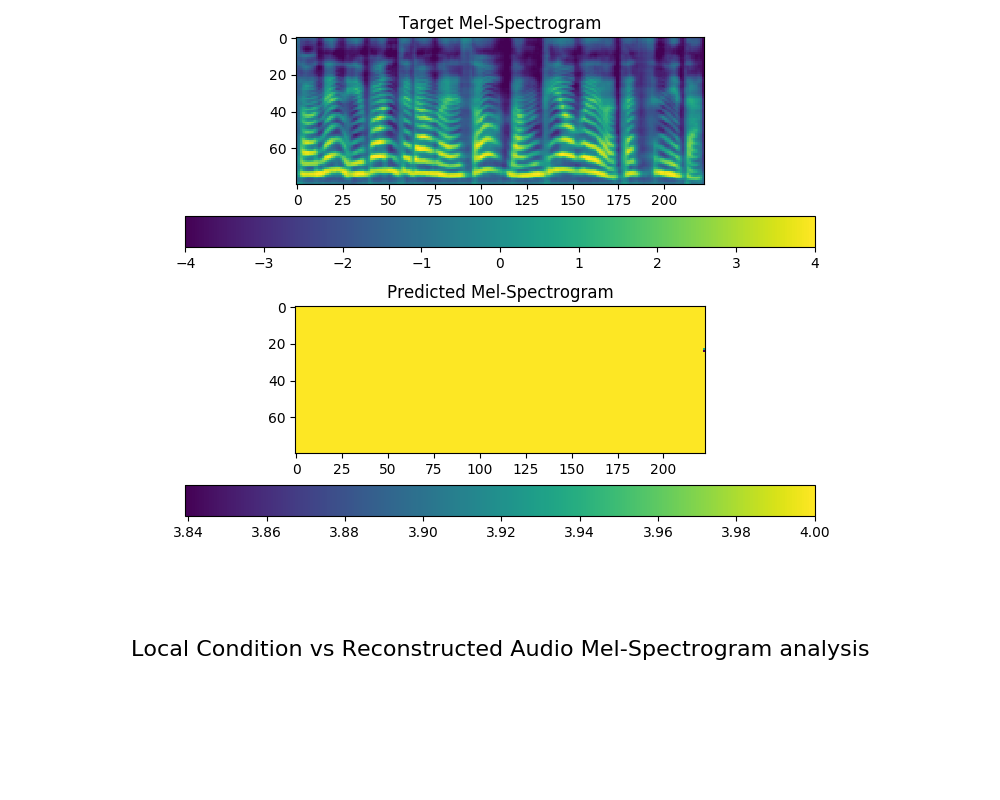 Target Mel-Spectrogram
0
20
40
60
0 25 50 75 100 125 150 175 200
−4 −3 −2 −1 0 1 2 3 4
Predicted Mel-Spectrogram
0
20
40
60
0 25 50 75 100 125 150 175 200
3.84 3.86 3.88 3.90 3.92 3.94 3.96 3.98 4.00
Local Condition vs Reconstructed Audio Mel-Spectrogram analysis